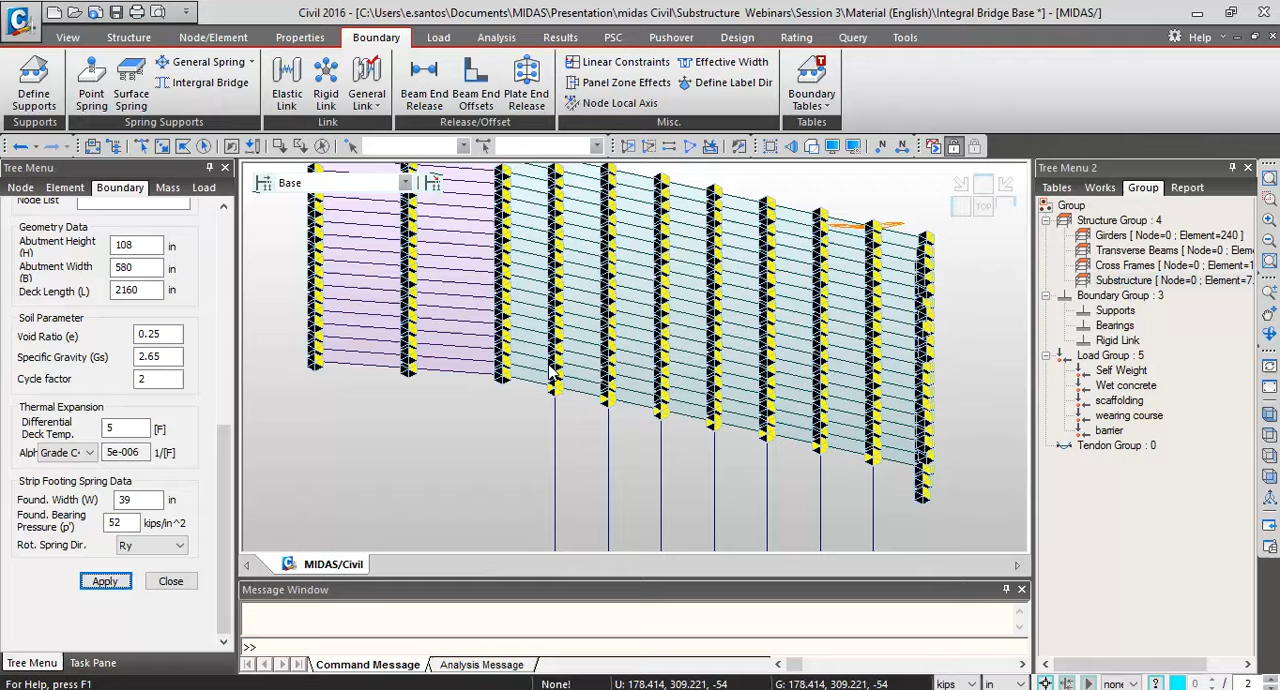 Civil 2016 - [C:\Users\e.santos\Documents\MIDAS\Presentation\midas Civil\Substructure Webinars\Session 3\Material (English)\Integral Bridge Base *] - [MIDAS/]
View Structure Node/Element Properties Boundary Load Analysis Results PSC Pushover Design Rating Query Tools Help
Define Supports
Point Spring
Surface Spring
General Spring
Integral Bridge
Elastic Link
Rigid Link
General Link
Beam End Release
Beam End Offsets
Plate End Release
Linear Constraints
Panel Zone Effects
Node Local Axis
Effective Width
Define Label Dir
Boundary Tables
Supports Spring Supports Link Release/Offset Misc. Tables
Tree Menu
Node Element Boundary Mass Load
Node List
Geometry Data
Abutment Height (H) 108 in
Abutment Width (B) 580 in
Deck Length (L) 2160 in
Soil Parameter
Void Ratio (e) 0.25
Specific Gravity (Gs) 2.65
Cycle factor 2
Thermal Expansion
Differential Deck Temp. 5 [F]
Alph Grade C 5e-006 1/[F]
Strip Footing Spring Data
Found. Width (W) 39 in
Found. Bearing Pressure (p') 52 kips/in^2
Rot. Spring Dir. Ry
Apply Close
Tree Menu Task Pane
Base
TOP
MIDAS/Civil
Message Window
>>
Command Message Analysis Message
Tree Menu 2
Tables Works Group Report
Group
Structure Group : 4
Girders [ Node=0 ; Element=240 ]
Transverse Beams [ Node=0 ; Eleme
Cross Frames [ Node=0 ; Element=1
Substructure [ Node=0 ; Element=7
Boundary Group : 3
Supports
Bearings
Rigid Link
Load Group : 5
Self Weight
Wet concrete
scaffolding
wearing course
barrier
Tendon Group : 0
For Help, press F1 None! U: 178.414, 309.221, -54 G: 178.414, 309.221, -54 kips in none ? 0 / 2